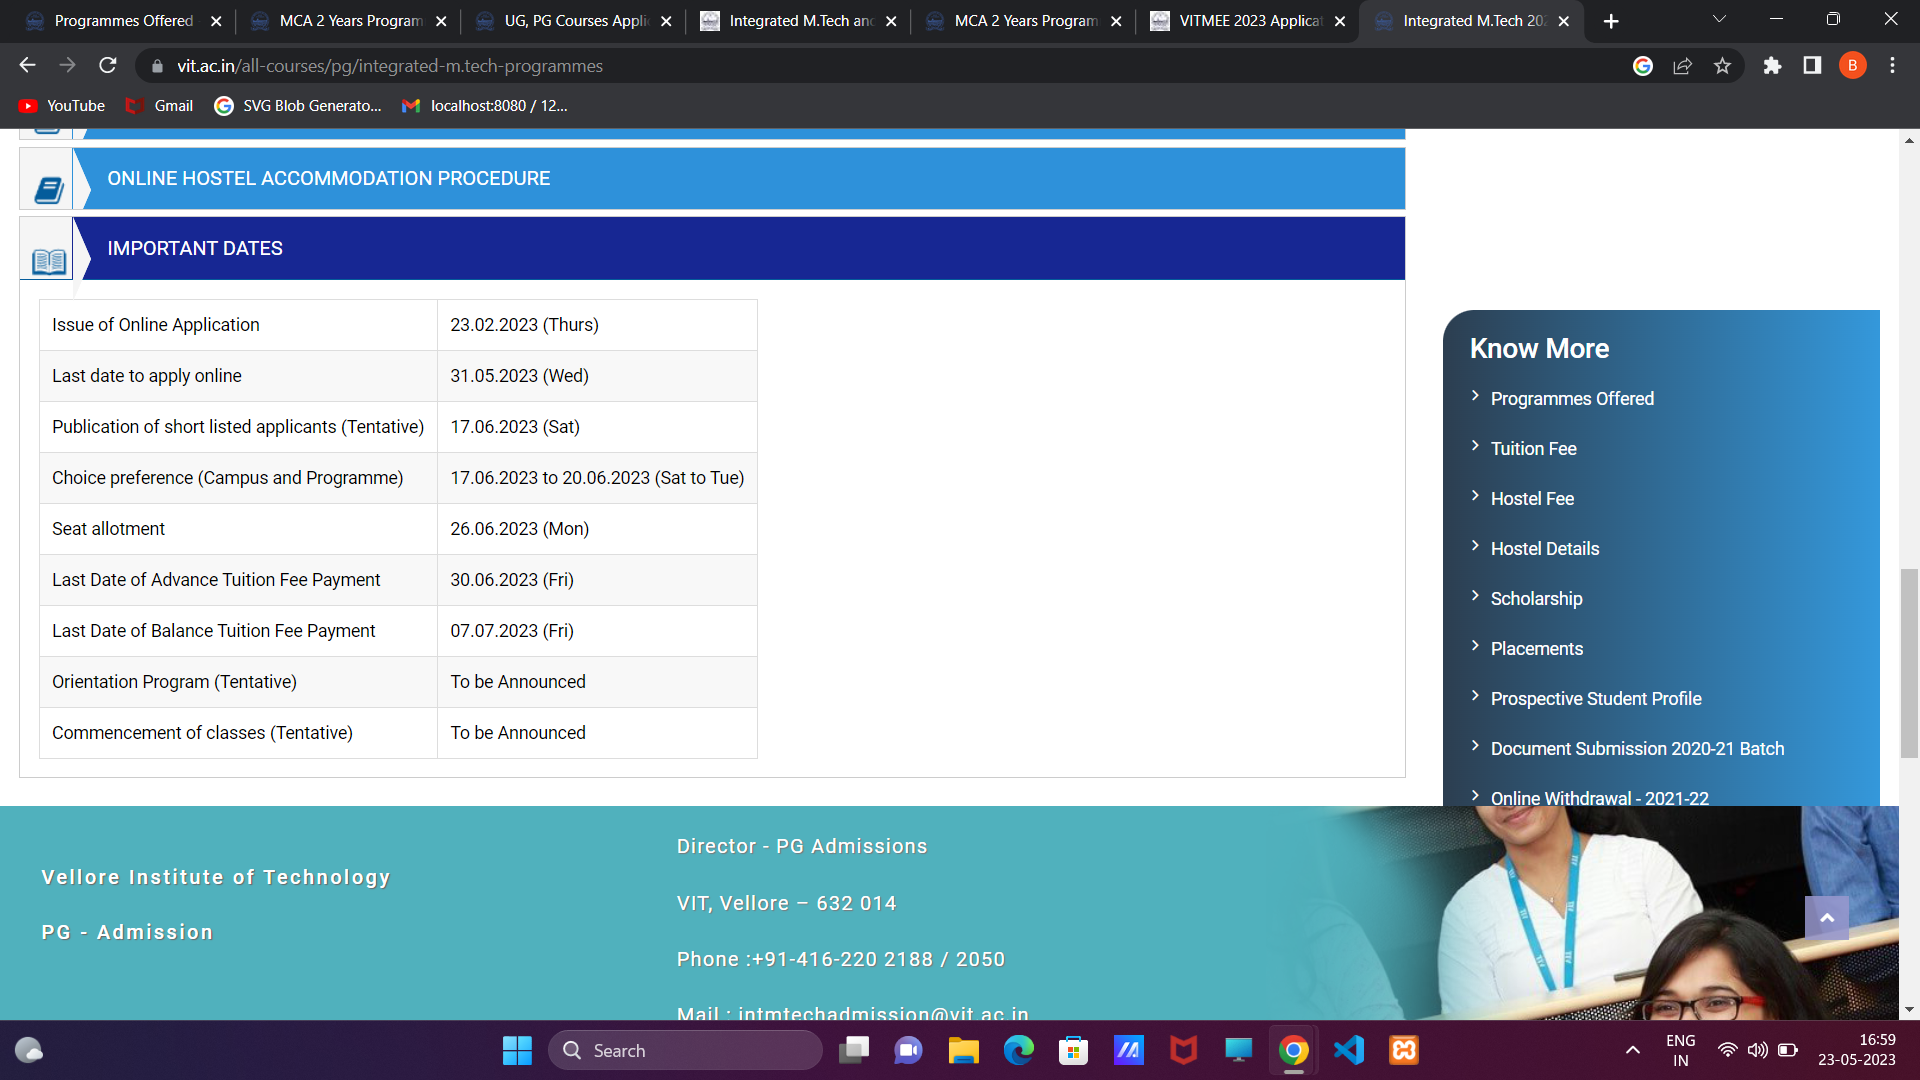 Programmes Offered
MCA 2 Years Program
UG, PG Courses Appli
Integrated M.Tech and
MCA 2 Years Program
VITMEE 2023 Applicat
Integrated M.Tech 202
vit.ac.in/all-courses/pg/integrated-m.tech-programmes
B
YouTube
Gmail
SVG Blob Generato...
localhost:8080 / 12...
ONLINE HOSTEL ACCOMMODATION PROCEDURE
IMPORTANT DATES
Issue of Online Application 23.02.2023 (Thurs)
Last date to apply online 31.05.2023 (Wed)
Publication of short listed applicants (Tentative) 17.06.2023 (Sat)
Choice preference (Campus and Programme) 17.06.2023 to 20.06.2023 (Sat to Tue)
Seat allotment 26.06.2023 (Mon)
Last Date of Advance Tuition Fee Payment 30.06.2023 (Fri)
Last Date of Balance Tuition Fee Payment 07.07.2023 (Fri)
Orientation Program (Tentative) To be Announced
Commencement of classes (Tentative) To be Announced
Know More
Programmes Offered
Tuition Fee
Hostel Fee
Hostel Details
Scholarship
Placements
Prospective Student Profile
Document Submission 2020-21 Batch
Online Withdrawal - 2021-22
Vellore Institute of Technology
PG - Admission
Director - PG Admissions
VIT, Vellore – 632 014
Phone :+91-416-220 2188 / 2050
Mail : intmtechadmission@vit.ac.in
Search
ENG
IN
16:59
23-05-2023